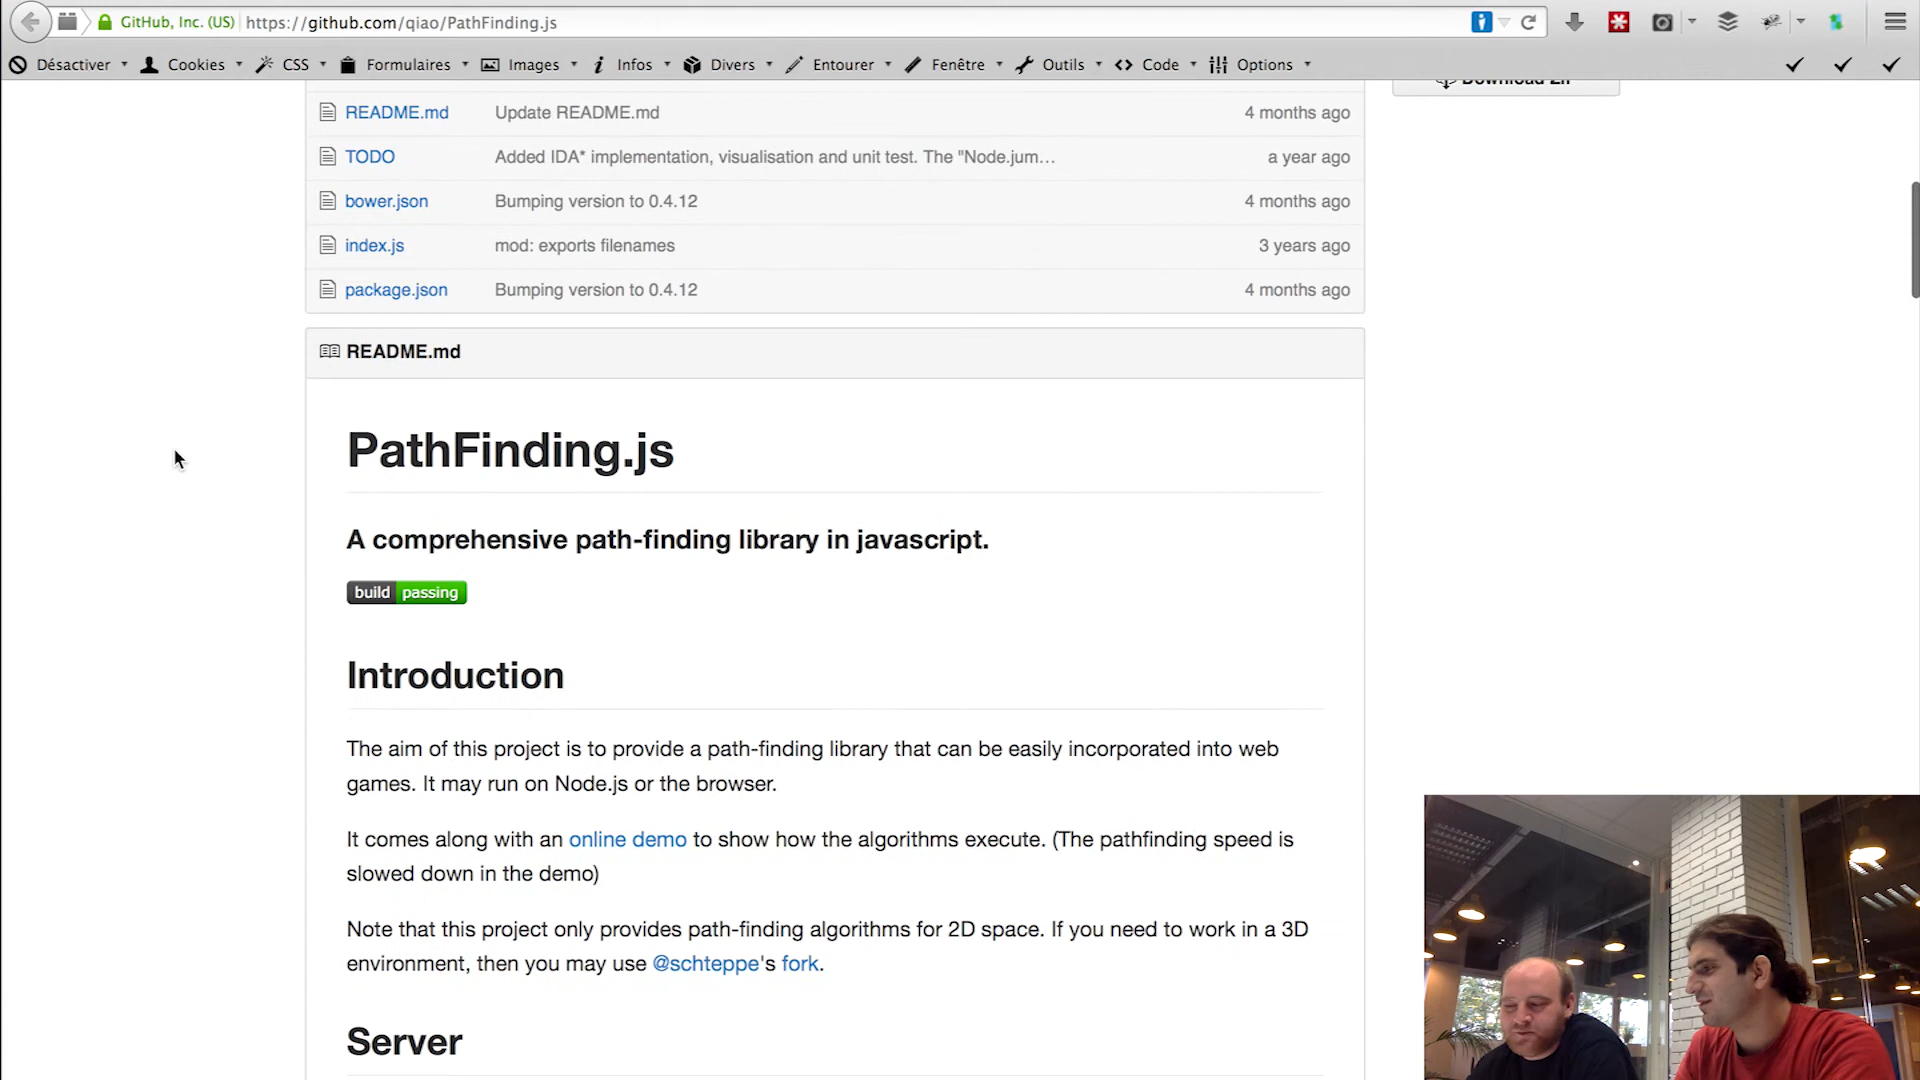 GitHub, Inc. (US) https://github.com/qiao/PathFinding.js
Désactiver Cookies CSS Formulaires Images Infos Divers Entourer Fenêtre Outils Code Options
README.md Update README.md 4 months ago
TODO Added IDA* implementation, visualisation and unit test. The "Node.jum… a year ago
bower.json Bumping version to 0.4.12 4 months ago
index.js mod: exports filenames 3 years ago
package.json Bumping version to 0.4.12 4 months ago
Download ZIP
README.md
PathFinding.js
A comprehensive path-finding library in javascript.
build passing
Introduction
The aim of this project is to provide a path-finding library that can be easily incorporated into web
games. It may run on Node.js or the browser.
It comes along with an online demo to show how the algorithms execute. (The pathfinding speed is
slowed down in the demo)
Note that this project only provides path-finding algorithms for 2D space. If you need to work in a 3D
environment, then you may use @schteppe's fork.
Server